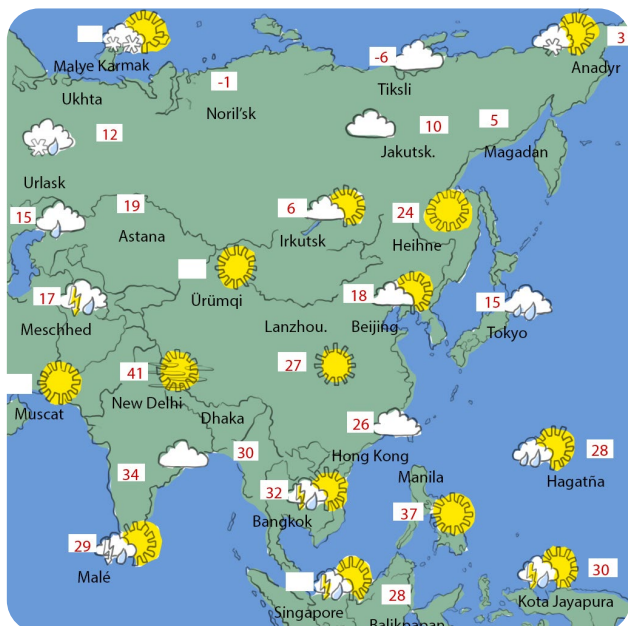 3
Malye Karmak
-6
Anadyr
-1
Tiksli
Ukhta
Noril'sk
12
10
5
Jakutsk.
Magadan
Urlask
19
15
6
24
Astana
Irkutsk
Heihne
17
Ürümqi
18
15
Meschhed
Lanzhou.
Beijing
Tokyo
27
41
New Delhi
Muscat
Dhaka
26
30
Hong Kong
28
34
Manila
Hagatña
32
37
Bangkok
29
Malé
30
28
Kota Jayapura
Singapore
Balikpapan